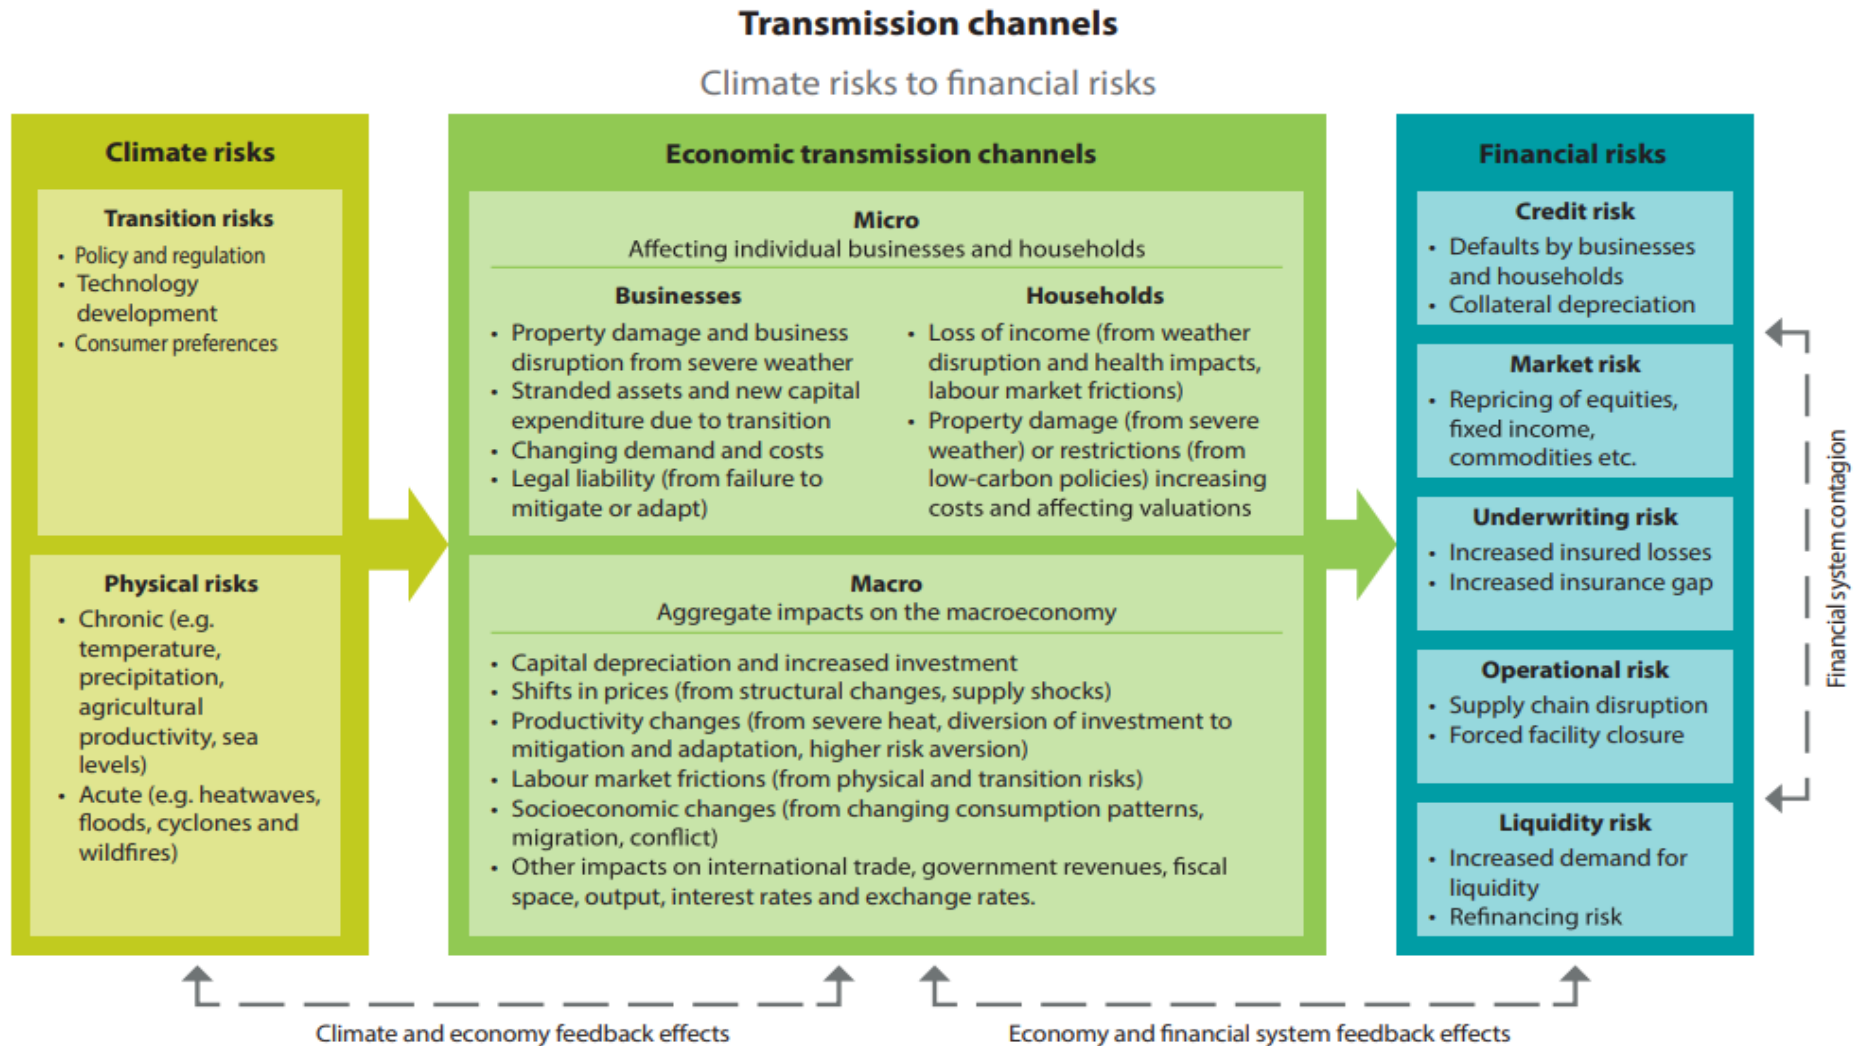 Transmission channels
Climate risks to financial risks
Climate risks
Transition risks
• Policy and regulation
• Technology
development
• Consumer preferences
Physical risks
• Chronic (e.g.
temperature,
precipitation,
agricultural
productivity, sea
levels)
• Acute (e.g. heatwaves,
floods, cyclones and
wildfires)
Economic transmission channels
Micro
Affecting individual businesses and households
Businesses
• Property damage and business
disruption from severe weather
• Stranded assets and new capital
expenditure due to transition
• Changing demand and costs
• Legal liability (from failure to
mitigate or adapt)
Households
• Loss of income (from weather
disruption and health impacts,
labour market frictions)
• Property damage (from severe
weather) or restrictions (from
low-carbon policies) increasing
costs and affecting valuations
Macro
Aggregate impacts on the macroeconomy
• Capital depreciation and increased investment
• Shifts in prices (from structural changes, supply shocks)
• Productivity changes (from severe heat, diversion of investment to
mitigation and adaptation, higher risk aversion)
• Labour market frictions (from physical and transition risks)
• Socioeconomic changes (from changing consumption patterns,
migration, conflict)
• Other impacts on international trade, government revenues, fiscal
space, output, interest rates and exchange rates.
Financial risks
Credit risk
• Defaults by businesses
and households
• Collateral depreciation
Market risk
• Repricing of equities,
fixed income,
commodities etc.
Underwriting risk
• Increased insured losses
• Increased insurance gap
Operational risk
• Supply chain disruption
• Forced facility closure
Liquidity risk
• Increased demand for
liquidity
• Refinancing risk
Financial system contagion
Climate and economy feedback effects
Economy and financial system feedback effects